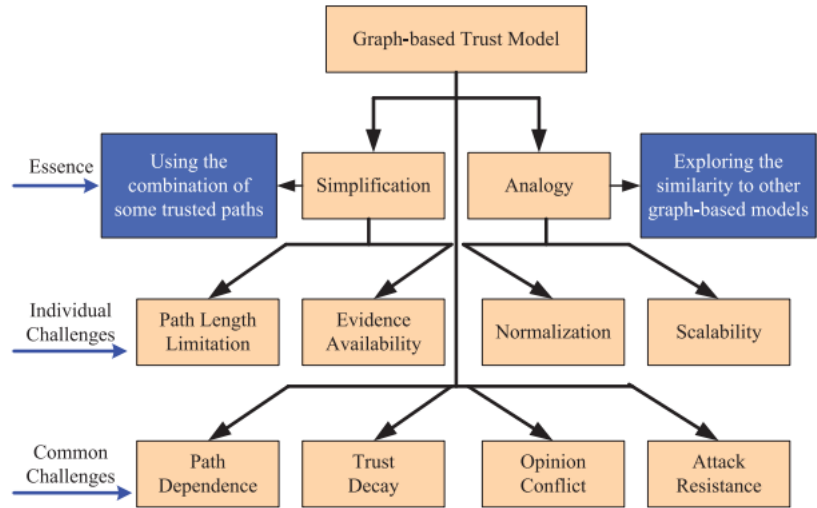 Graph-based Trust Model
Essence
Using the
combination of
some trusted paths
Simplification
Analogy
Exploring the
similarity to other
graph-based models
Individual
Challenges
Path Length
Limitation
Evidence
Availability
Normalization
Scalability
Common
Challenges
Path
Dependence
Trust
Decay
Opinion
Conflict
Attack
Resistance